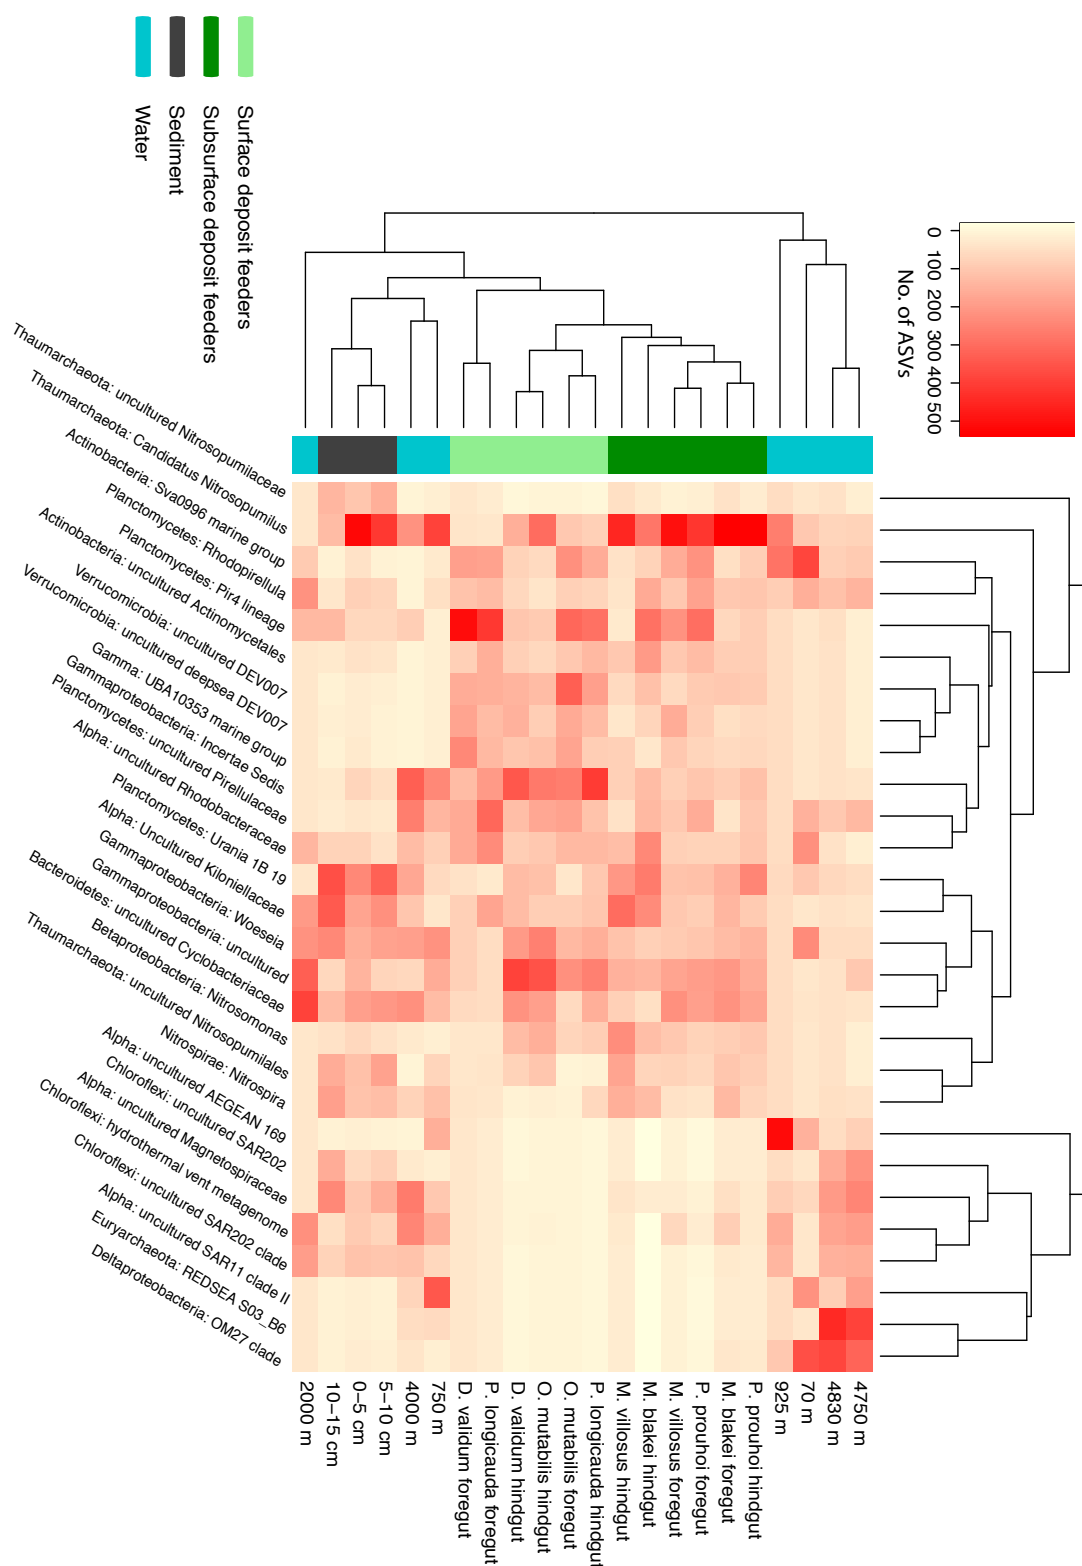 Surface deposit feeders
Subsurface deposit feeders
Sediment
Water
0
100
200
300
400
500
No. of ASVs
Thaumarchaeota: uncultured Nitrosopumilaceae
Thaumarchaeota: Candidatus Nitrosopumilus
Actinobacteria: Sva0996 marine group
Planctomycetes: Rhodopirellula
Planctomycetes: Pir4 lineage
Actinobacteria: uncultured Actinomycetales
Verrucomicrobia: uncultured DEV007
Verrucomicrobia: uncultured deepsea DEV007
Gamma: UBA10353 marine group
Gammaproteobacteria: Incertae Sedis
Planctomycetes: uncultured Pirellulaceae
Alpha: uncultured Rhodobacteraceae
Planctomycetes: Urania 1B 19
Alpha: Uncultured Kiloniellaceae
Gammaproteobacteria: Woeseia
Gammaproteobacteria: uncultured
Bacteroidetes: uncultured Cyclobacteriaceae
Betaproteobacteria: Nitrosomonas
Thaumarchaeota: uncultured Nitrosopumilales
Nitrospirae: Nitrospira
Alpha: uncultured AEGEAN 169
Chloroflexi: uncultured SAR202
Alpha: uncultured Magnetospiraceae
Chloroflexi: hydrothermal vent metagenome
Chloroflexi: uncultured SAR202 clade
Alpha: uncultured SAR11 clade II
Euryarchaeota: REDSEA S03_B6
Deltaproteobacteria: OM27 clade
4750 m
4830 m
70 m
925 m
P. prouhoi hindgut
M. blakei foregut
P. prouhoi foregut
M. villosus foregut
M. blakei hindgut
M. villosus hindgut
P. longicauda hindgut
O. mutabilis foregut
O. mutabilis hindgut
D. validum hindgut
P. longicauda foregut
D. validum foregut
750 m
4000 m
5–10 cm
0–5 cm
10–15 cm
2000 m